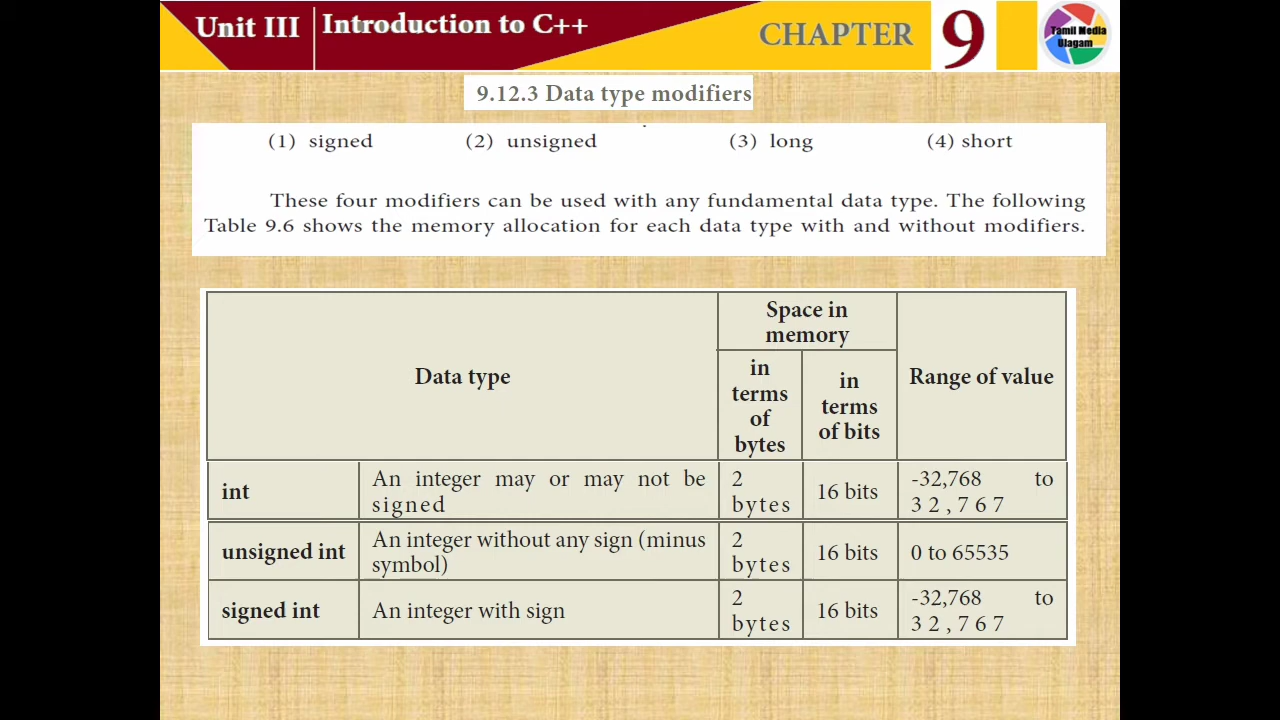 Unit III
Introduction to C++
CHAPTER 9
Tamil Media
Ulagam
9.12.3 Data type modifiers
(1) signed (2) unsigned (3) long (4) short
These four modifiers can be used with any fundamental data type. The following
Table 9.6 shows the memory allocation for each data type with and without modifiers.
Data type
Space in
memory
in
terms
of
bytes
in
terms
of bits
Range of value
int
An integer may or may not be
signed
2
bytes
16 bits
-32,768 to
32,767
unsigned int
An integer without any sign (minus
symbol)
2
bytes
16 bits
0 to 65535
signed int
An integer with sign
2
bytes
16 bits
-32,768 to
32,767